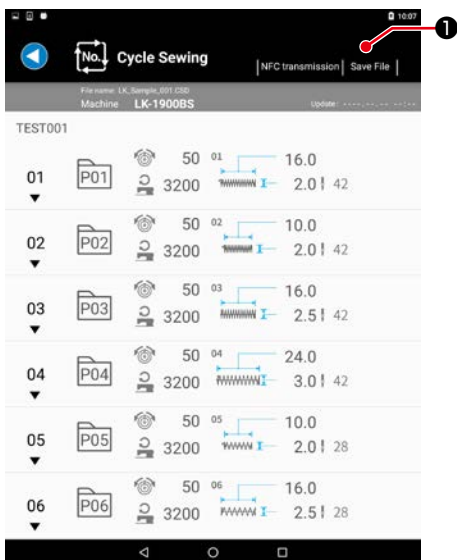 10:07
❶
No. Cycle Sewing
NFC transmission Save File
File name: LK_Sample_001.CSD
Machine LK-1900BS Update: ----.--.-- --:--
TEST001
01 P01 50 01 16.0
3200 2.0 42
02 P02 50 02 10.0
3200 2.0 42
03 P03 50 03 16.0
3200 2.5 42
04 P04 50 04 24.0
3200 3.0 42
05 P05 50 05 10.0
3200 2.0 28
06 P06 50 06 16.0
3200 2.5 28